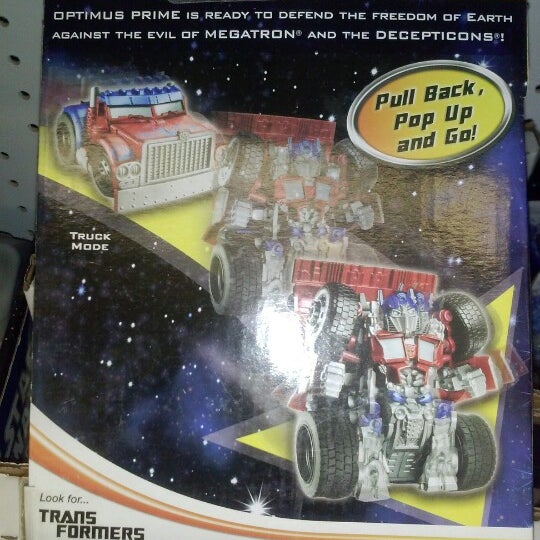 OPTIMUS PRIME IS READY TO DEFEND THE FREEDOM OF EARTH
AGAINST THE EVIL OF MEGATRON® AND THE DECEPTICONS®!
Pull Back,
Pop Up
and Go!
TRUCK
MODE
STAR
Look for...
TRANS
FORMERS